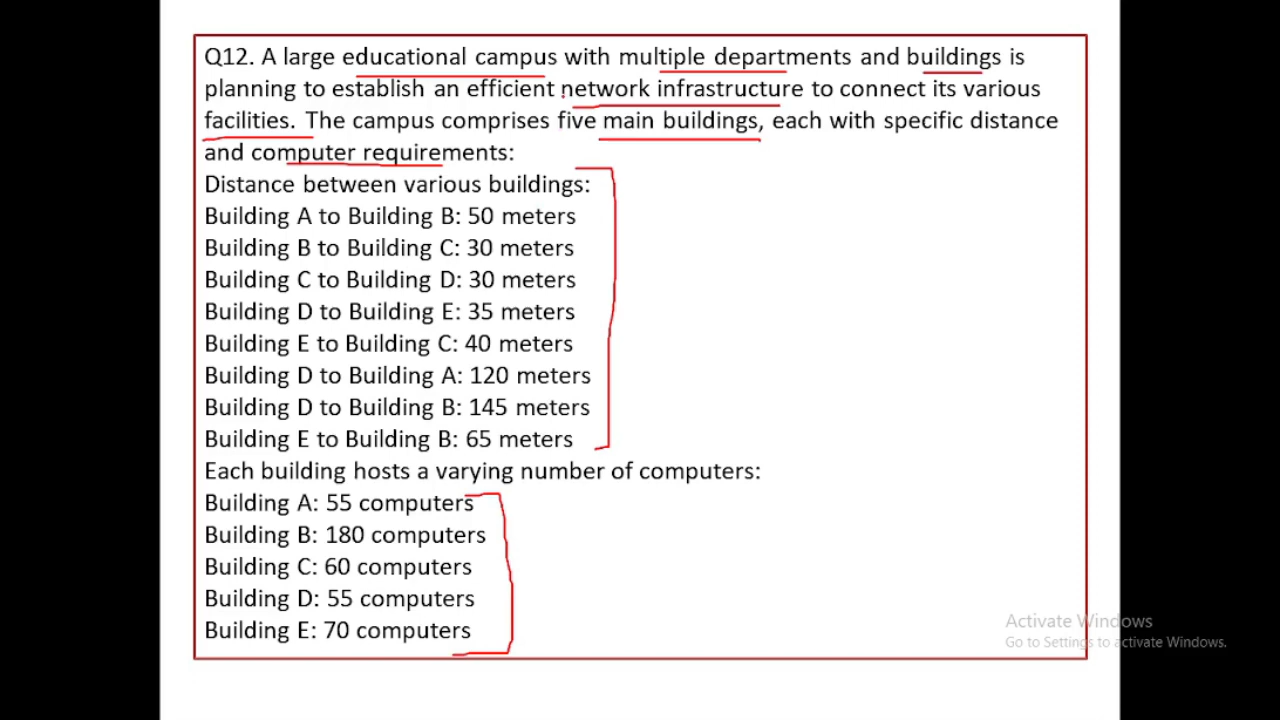 Q12. A large educational campus with multiple departments and buildings is
planning to establish an efficient network infrastructure to connect its various
facilities. The campus comprises five main buildings, each with specific distance
and computer requirements:
Distance between various buildings:
Building A to Building B: 50 meters
Building B to Building C: 30 meters
Building C to Building D: 30 meters
Building D to Building E: 35 meters
Building E to Building C: 40 meters
Building D to Building A: 120 meters
Building D to Building B: 145 meters
Building E to Building B: 65 meters
Each building hosts a varying number of computers:
Building A: 55 computers
Building B: 180 computers
Building C: 60 computers
Building D: 55 computers
Building E: 70 computers
Activate Windows
Go to Settings to activate Windows.